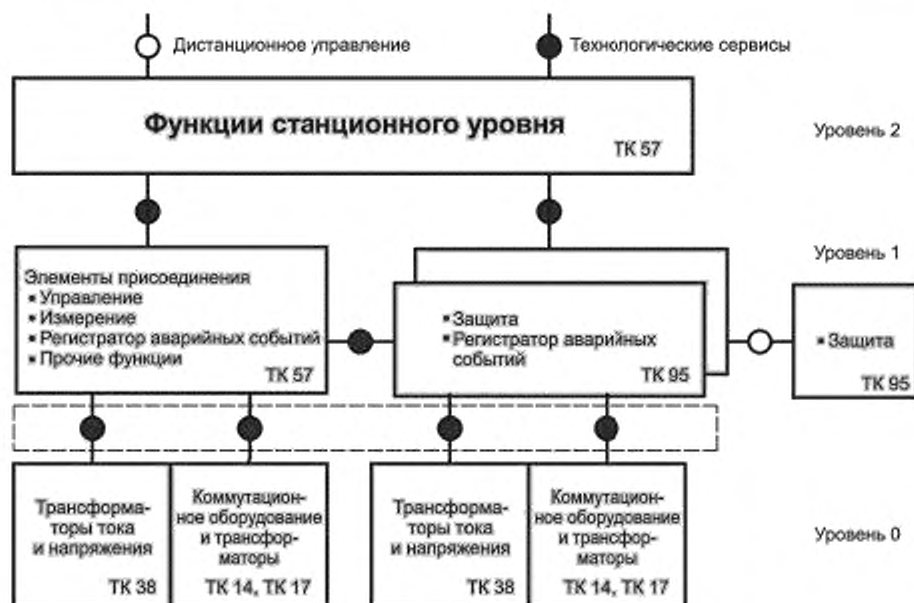 Дистанционное управление
Технологические сервисы
Функции станционного уровня
ТК 57
Уровень 2
Уровень 1
Элементы присоединения
▪ Управление
▪ Измерение
▪ Регистратор аварийных событий
▪ Прочие функции
ТК 57
▪ Защита
▪ Регистратор аварийных
событий
ТК 95
▪ Защита
ТК 95
Трансформа-
торы тока
и напряжения
ТК 38
Коммутацион-
ное оборудование
и трансфор-
маторы
ТК 14, ТК 17
Трансформа-
торы тока
и напряжения
ТК 38
Коммутацион-
ное оборудование
и трансфор-
маторы
ТК 14, ТК 17
Уровень 0